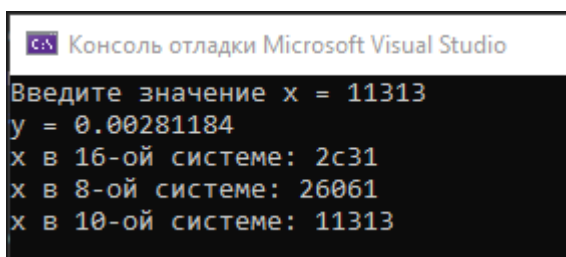 Консоль отладки Microsoft Visual Studio
Введите значение x = 11313
y = 0.00281184
x в 16-ой системе: 2c31
x в 8-ой системе: 26061
x в 10-ой системе: 11313